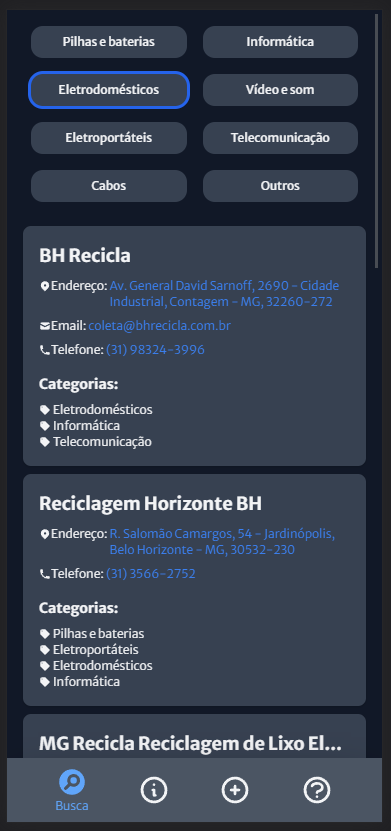 Pilhas e baterias
Informática
Eletrodomésticos
Vídeo e som
Eletroportáteis
Telecomunicação
Cabos
Outros
BH Recicla
Endereço: Av. General David Sarnoff, 2690 - Cidade
Industrial, Contagem - MG, 32260-272
Email: coleta@bhrecicla.com.br
Telefone: (31) 98324-3996
Categorias:
Eletrodomésticos
Informática
Telecomunicação
Reciclagem Horizonte BH
Endereço: R. Salomão Camargos, 54 - Jardinópolis,
Belo Horizonte - MG, 30532-230
Telefone: (31) 3566-2752
Categorias:
Pilhas e baterias
Eletroportáteis
Eletrodomésticos
Informática
MG Recicla Reciclagem de Lixo El...
Busca